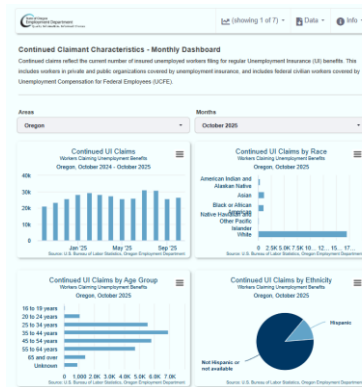 State of Oregon
Employment Department
(showing 1 of 7)
Data
Info
Continued Claimant Characteristics - Monthly Dashboard
Continued claims reflect the current number of insured unemployed workers filing for regular Unemployment Insurance (UI) benefits. This
includes workers in private and public organizations covered by unemployment insurance, and includes federal civilian workers covered by
Unemployment Compensation for Federal Employees (UCFE).
Areas
Months
Oregon
October 2025
Continued UI Claims
Workers Claiming Unemployment Benefits
Oregon, October 2024 - October 2025
40k
30k
20k
10k
0
Jan '25
May '25
Sep '25
Source: U.S. Bureau of Labor Statistics, Oregon Employment Department
Continued UI Claims by Race
Workers Claiming Unemployment Benefits
Oregon, October 2025
American Indian and
Alaskan Native
Asian
Black or African
American
Native Hawaiian and
Other Pacific
Islander
White
0 2.5K 5.0K 7.5K 10... 12... 15... 17...
Source: U.S. Bureau of Labor Statistics, Oregon Employment Department
Continued UI Claims by Age Group
Workers Claiming Unemployment Benefits
Oregon, October 2025
16 to 19 years
20 to 24 years
25 to 34 years
35 to 44 years
45 to 54 years
55 to 64 years
65 and over
Unknown
0 1,000 2.0K 3.0K 4.0K 5.0K 6.0K 7.0K
Source: U.S. Bureau of Labor Statistics, Oregon Employment Department
Continued UI Claims by Ethnicity
Workers Claiming Unemployment Benefits
Oregon, October 2025
Hispanic
Not Hispanic or
not available
Source: U.S. Bureau of Labor Statistics, Oregon Employment Department